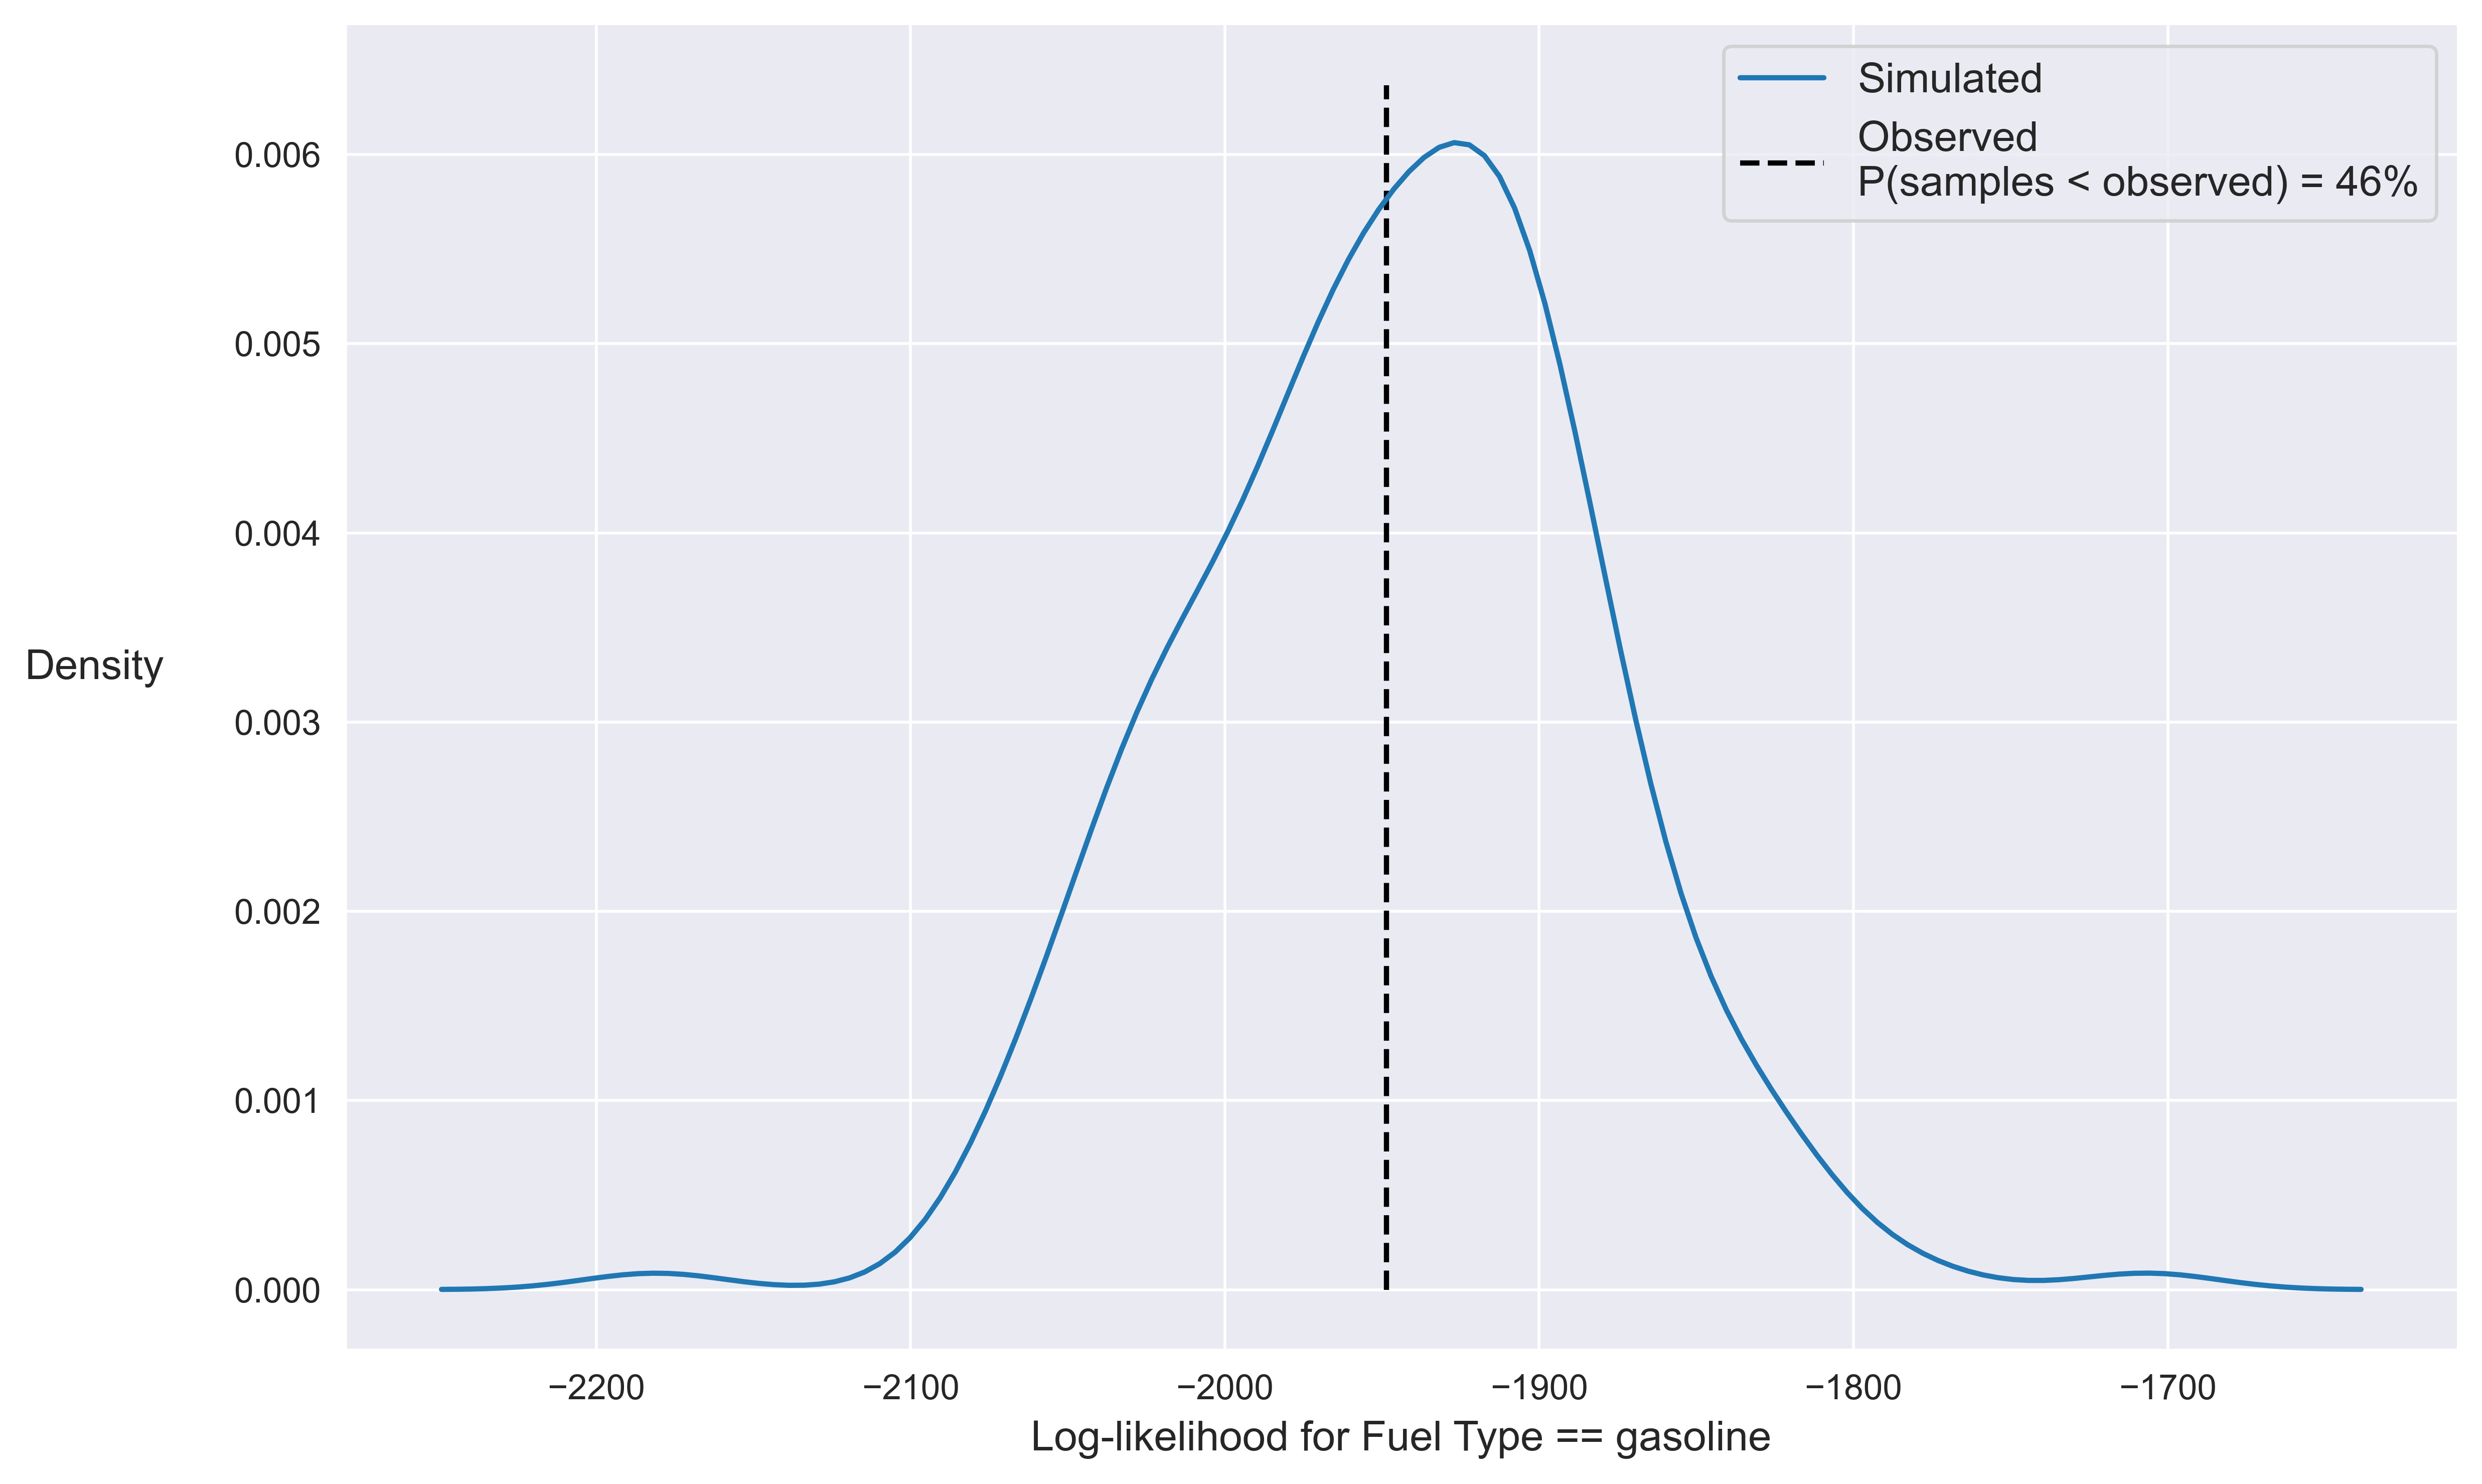 Simulated
Observed
P(samples < observed) = 46%
0.006
0.005
0.004
0.003
0.002
0.001
0.000
Density
−2200
−2100
−2000
−1900
−1800
−1700
Log-likelihood for Fuel Type == gasoline